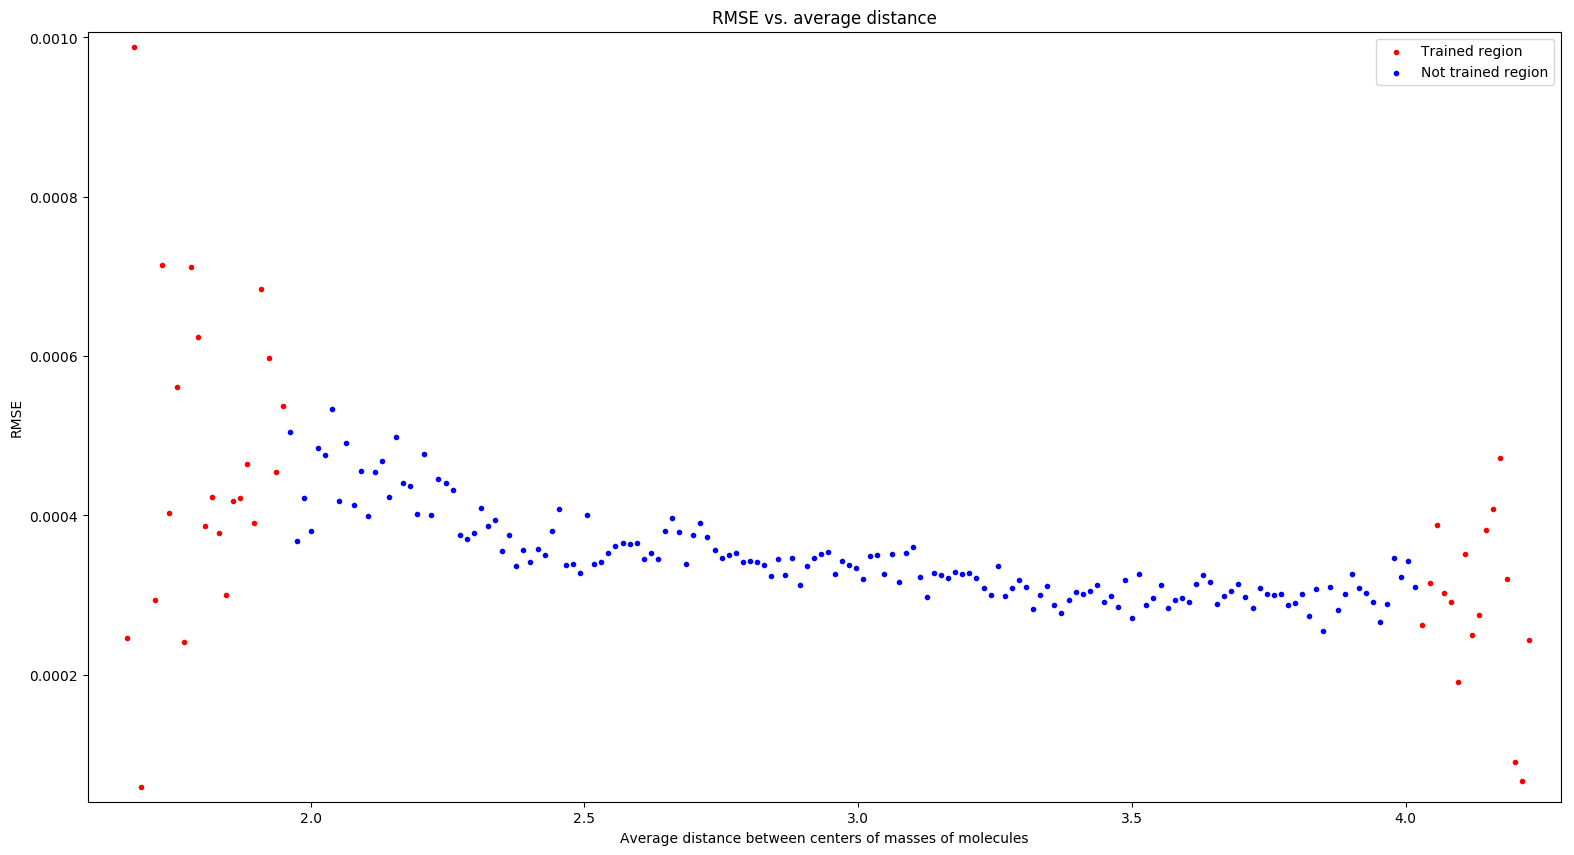 RMSE vs. average distance
Trained region
Not trained region
0.0010
0.0008
0.0006
0.0004
0.0002
RMSE
2.0
2.5
3.0
3.5
4.0
Average distance between centers of masses of molecules